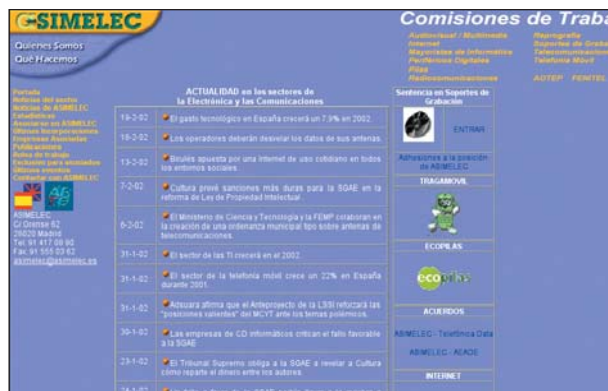 ASIMELEC
Quienes Somos
Qué Hacemos
Comisiones de Traba
Audiovisual / Multimedia
Internet
Mayoristas de Informático
Periféricos Digitales
Pilas
Radiocomunicaciones
Reprografía
Soportes de Graba
Telecomunicacion
Telefonía Móvil
ADTEP PENITEL
Portada
Noticias del sector
Noticias de ASIMELEC
Estadísticas
Asociarse en ASIMELEC
Últimas Incorporaciones
Empresas Asociadas
Publicaciones
Bolsa de trabajo
Exclusivo para asociados
Últimos eventos
Contactar con ASIMELEC
ASIMELEC
C/ Orense 62
28020 Madrid
Tel: 91 417 08 90
Fax: 91 555 03 62
asimelec@asimelec.es
ACTUALIDAD en los sectores de
la Electrónica y las Comunicaciones
19-2-02 El gasto tecnológico en España crecerá un 7,9% en 2002.
18-2-02 Los operadores deberán desvelar los datos de sus antenas.
13-2-02 Birulés apuesta por una Internet de uso cotidiano en todos
los entornos sociales.
7-2-02 Cultura prevé sanciones más duras para la SGAE en la
reforma de Ley de Propiedad Intelectual.
6-2-02 El Ministerio de Ciencia y Tecnología y la FEMP colaboran en
la creación de una ordenanza municipal tipo sobre antenas de
telecomunicaciones.
31-1-02 El sector de las TI crecerá en el 2002.
31-1-02 El sector de la telefonía móvil crece un 22% en España
durante 2001.
31-1-02 Adsuara afirma que el Anteproyecto de la LSSI reforzará las
"posiciones valientes" del MCYT ante los temas polémicos.
30-1-02 Las empresas de CD informáticos critican el fallo favorable
a la SGAE
23-1-02 El Tribunal Supremo obliga a la SGAE a revelar a Cultura
cómo reparte el dinero entre los autores.
Sentencia en Soportes de
Grabación
ENTRAR
Adhesiones a la posición
de ASIMELEC
TRAGAMOVIL
ECOPILAS
ecopilas
ACUERDOS
ASIMELEC - Telefónica Data
ASIMELEC - AEADE
INTERNET